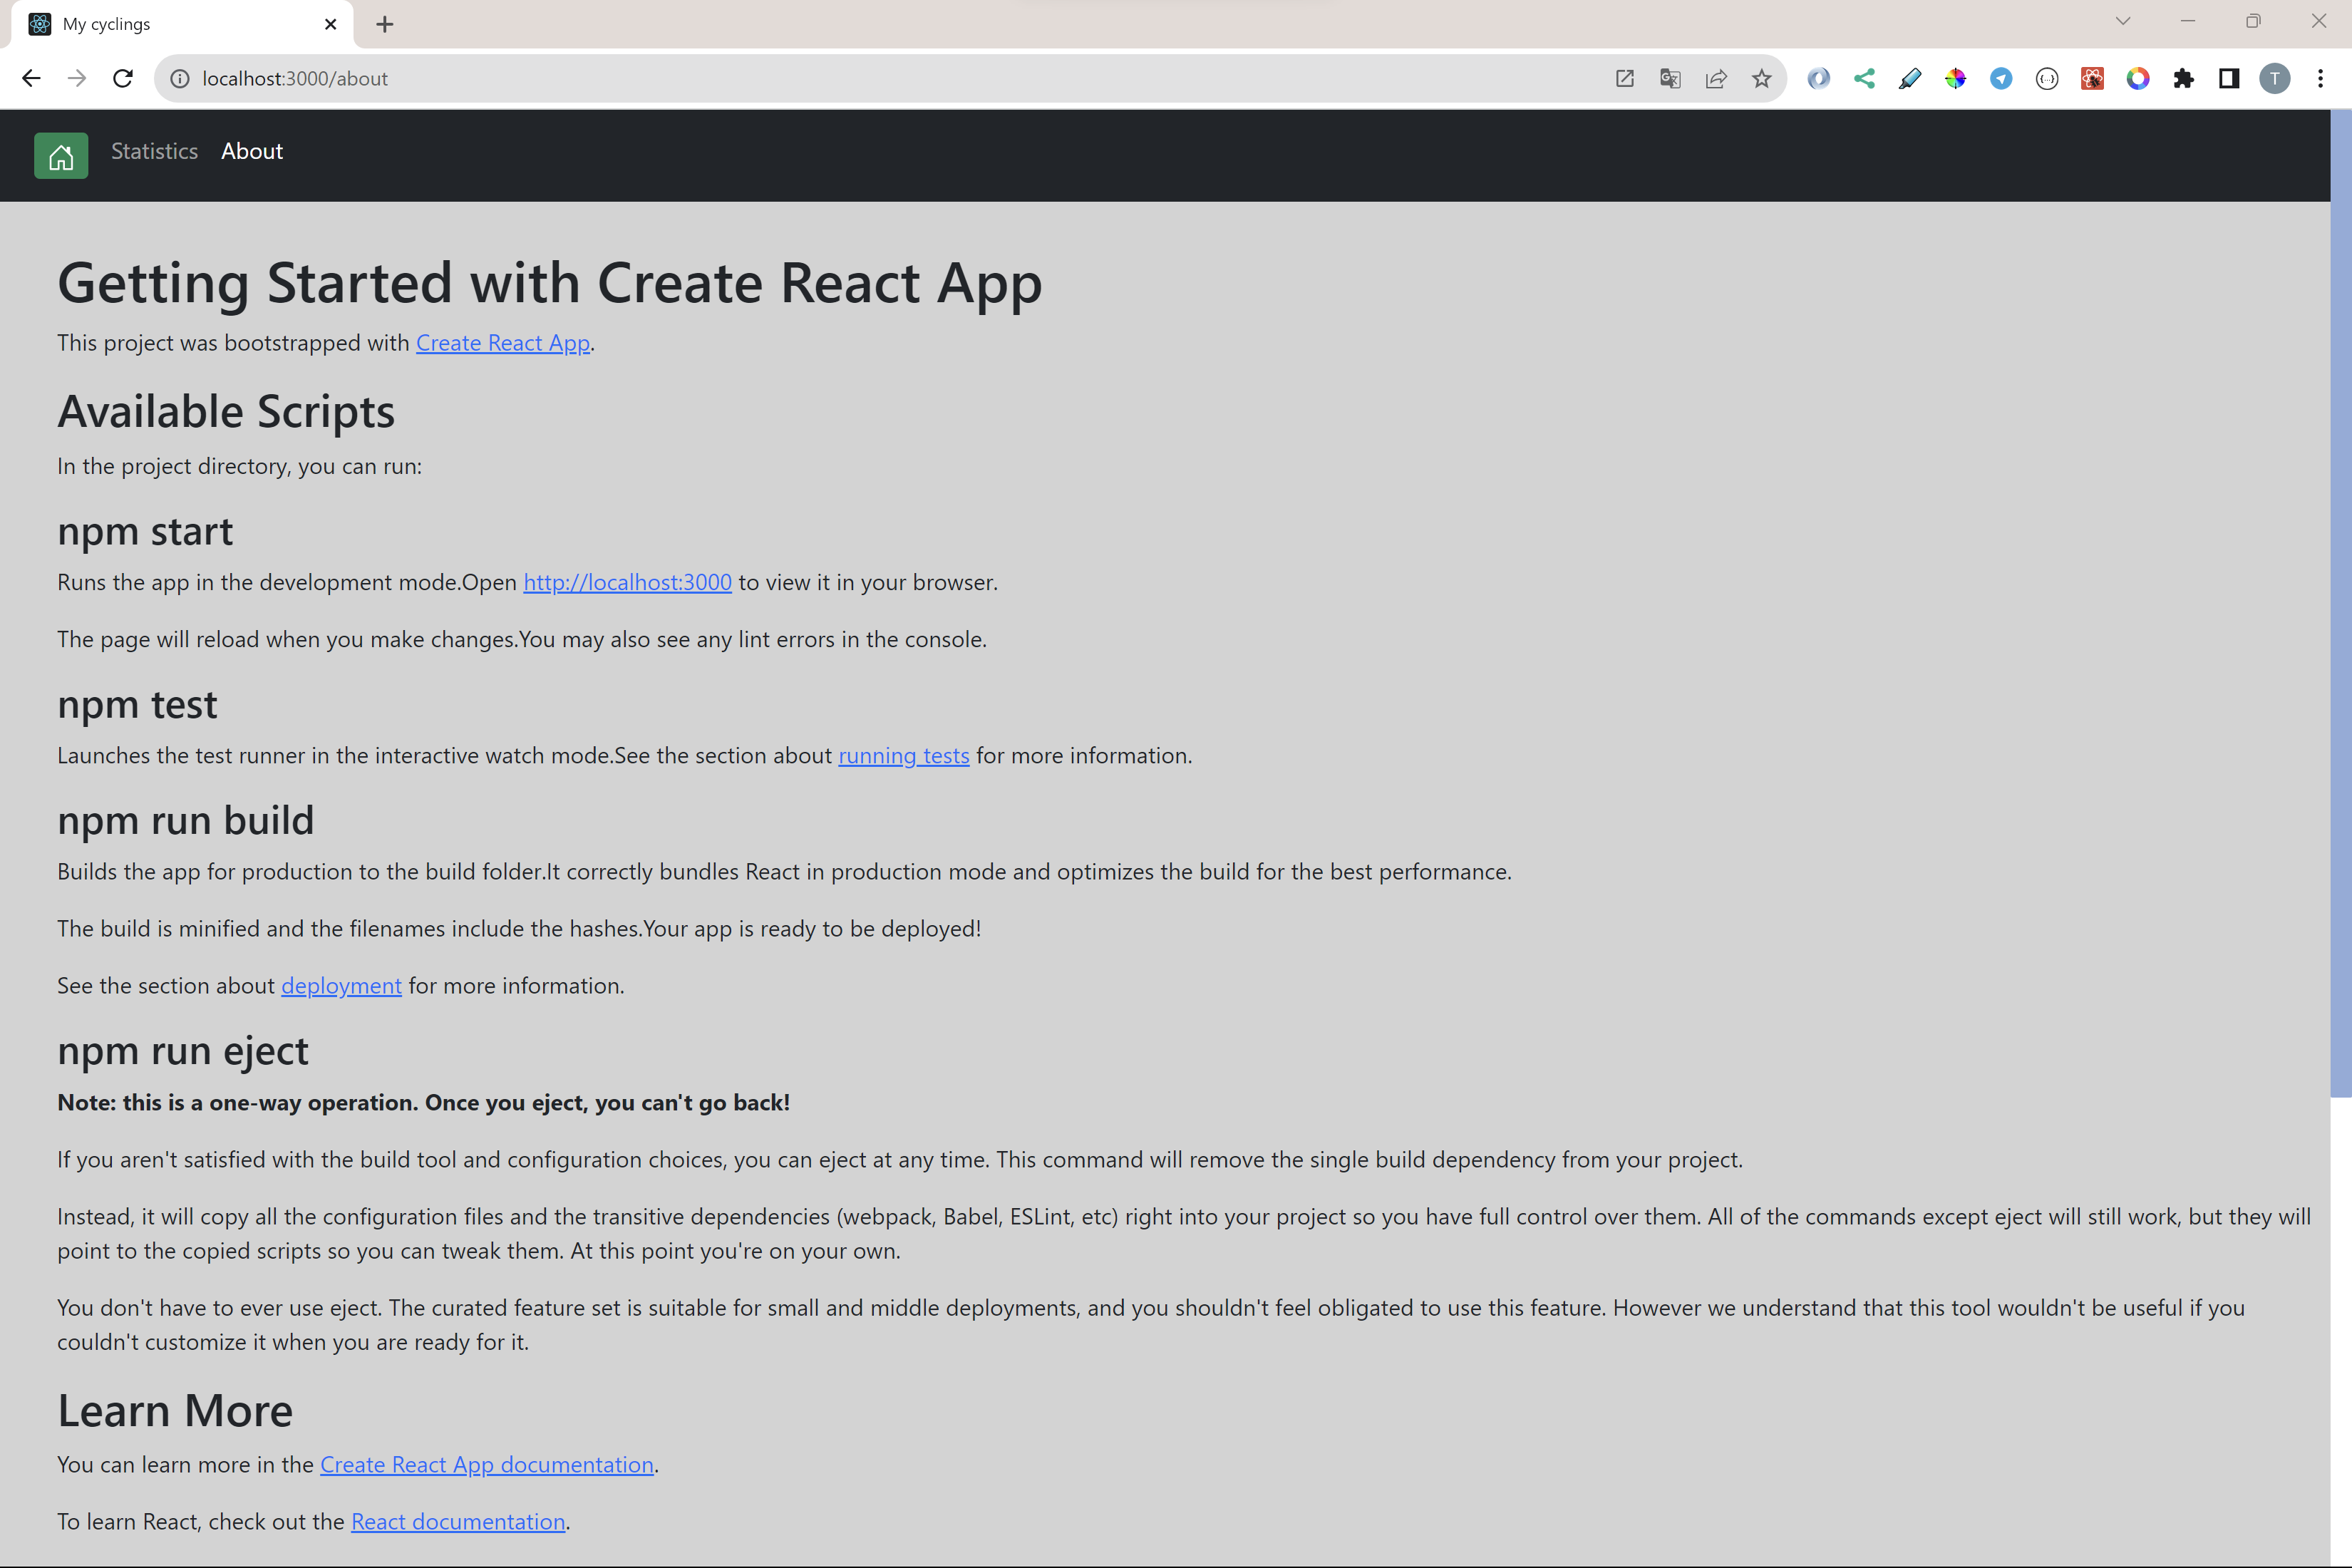 My cyclings
localhost:3000/about
T
Statistics About
Getting Started with Create React App
This project was bootstrapped with Create React App.
Available Scripts
In the project directory, you can run:
npm start
Runs the app in the development mode.Open http://localhost:3000 to view it in your browser.
The page will reload when you make changes.You may also see any lint errors in the console.
npm test
Launches the test runner in the interactive watch mode.See the section about running tests for more information.
npm run build
Builds the app for production to the build folder.It correctly bundles React in production mode and optimizes the build for the best performance.
The build is minified and the filenames include the hashes.Your app is ready to be deployed!
See the section about deployment for more information.
npm run eject
Note: this is a one-way operation. Once you eject, you can't go back!
If you aren't satisfied with the build tool and configuration choices, you can eject at any time. This command will remove the single build dependency from your project.
Instead, it will copy all the configuration files and the transitive dependencies (webpack, Babel, ESLint, etc) right into your project so you have full control over them. All of the commands except eject will still work, but they will
point to the copied scripts so you can tweak them. At this point you're on your own.
You don't have to ever use eject. The curated feature set is suitable for small and middle deployments, and you shouldn't feel obligated to use this feature. However we understand that this tool wouldn't be useful if you
couldn't customize it when you are ready for it.
Learn More
You can learn more in the Create React App documentation.
To learn React, check out the React documentation.